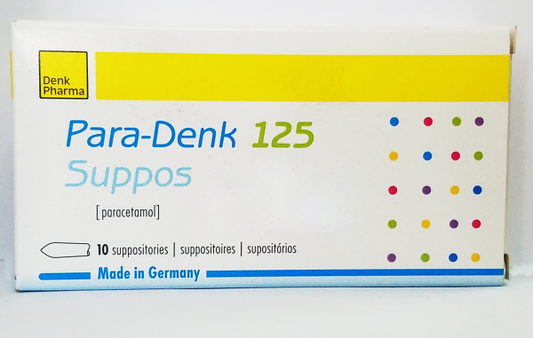 Denk
Pharma
Para-Denk 125
Suppos
[paracetamol]
10 suppositories | suppositoires | supositórios
Made in Germany